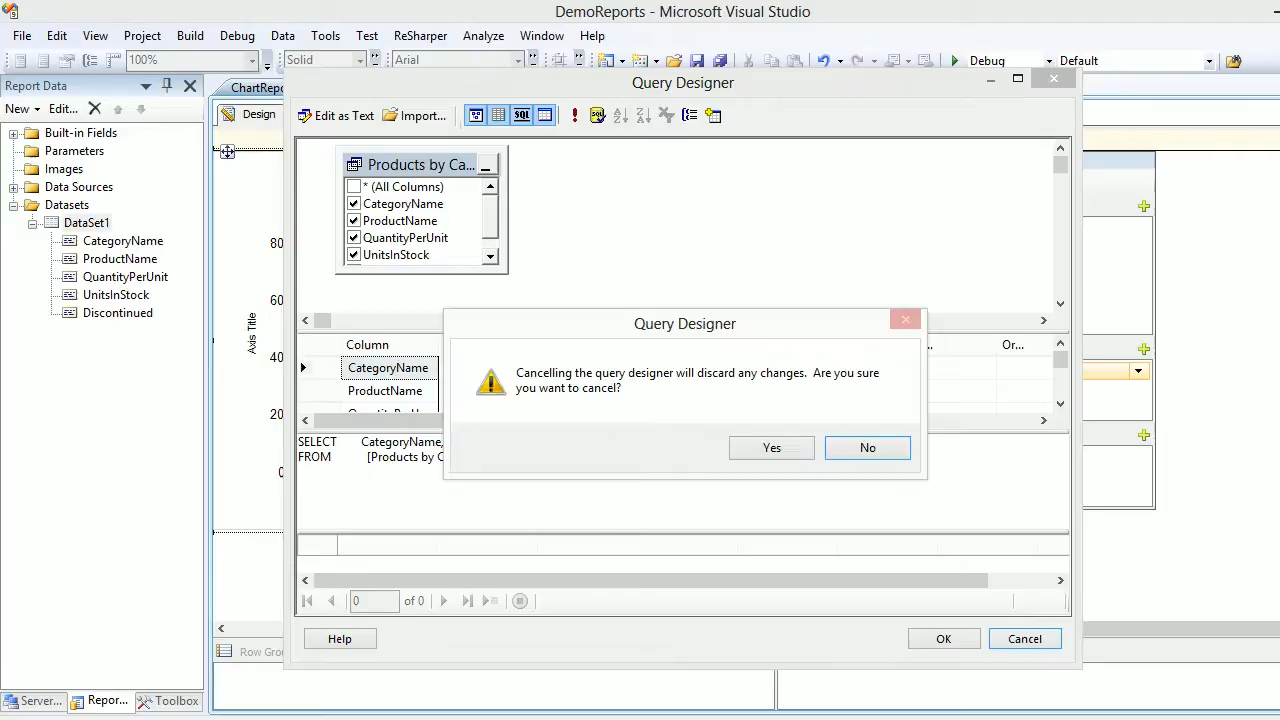 DemoReports - Microsoft Visual Studio
File Edit View Project Build Debug Data Tools Test ReSharper Analyze Window Help
100% Solid Arial Debug Default
Report Data
New Edit...
Built-in Fields
Parameters
Images
Data Sources
Datasets
DataSet1
CategoryName
ProductName
QuantityPerUnit
UnitsInStock
Discontinued
Server... Repor... Toolbox
ChartRepo
Design
80
60
40
20
0
Axis Title
Row Gro
Query Designer
Edit as Text Import... SQL
Products by Ca...
* (All Columns)
CategoryName
ProductName
QuantityPerUnit
UnitsInStock
Column Or...
CategoryName
ProductName
SELECT CategoryName,
FROM [Products by C
0 of 0
Help OK Cancel
Query Designer
Cancelling the query designer will discard any changes. Are you sure
you want to cancel?
Yes No